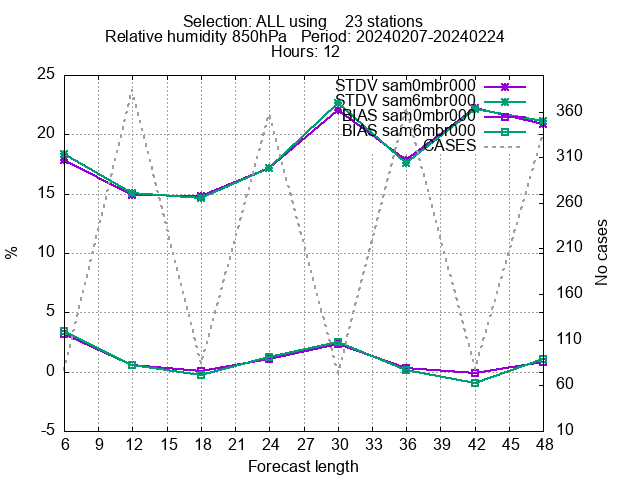 Selection: ALL using    23 stations
Relative humidity 850hPa   Period: 20240207-20240224
Hours: 12
STDV sam0mbr000
STDV sam6mbr000
BIAS sam0mbr000
BIAS sam6mbr000
CASES
25
20
15
10
5
0
-5
%
360
310
260
210
160
110
60
10
No cases
6 9 12 15 18 21 24 27 30 33 36 39 42 45 48
Forecast length